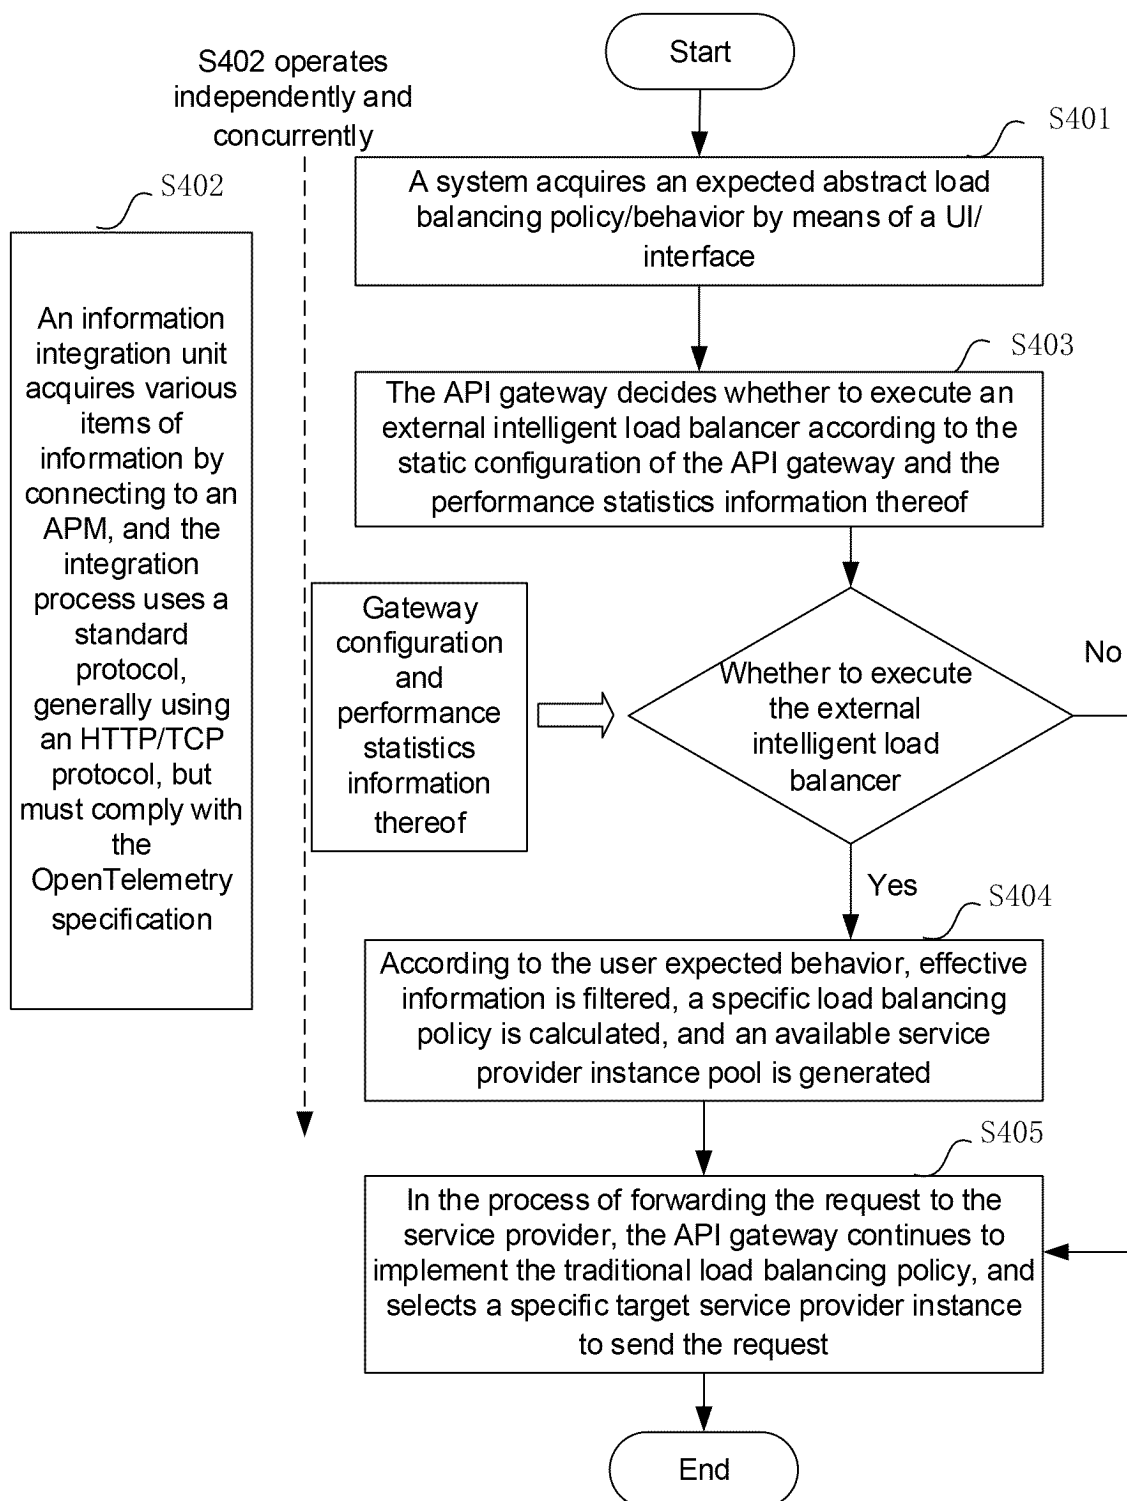 Start
S402 operates
independently and
concurrently
S401
A system acquires an expected abstract load
balancing policy/behavior by means of a UI/
interface
S402
An information
integration unit
acquires various
items of
information by
connecting to an
APM, and the
integration
process uses a
standard
protocol,
generally using
an HTTP/TCP
protocol, but
must comply with
the
OpenTelemetry
specification
S403
The API gateway decides whether to execute an
external intelligent load balancer according to the
static configuration of the API gateway and the
performance statistics information thereof
Gateway
configuration
and
performance
statistics
information
thereof
Whether to execute
the external
intelligent load
balancer
No
Yes
S404
According to the user expected behavior, effective
information is filtered, a specific load balancing
policy is calculated, and an available service
provider instance pool is generated
S405
In the process of forwarding the request to the
service provider, the API gateway continues to
implement the traditional load balancing policy, and
selects a specific target service provider instance
to send the request
End